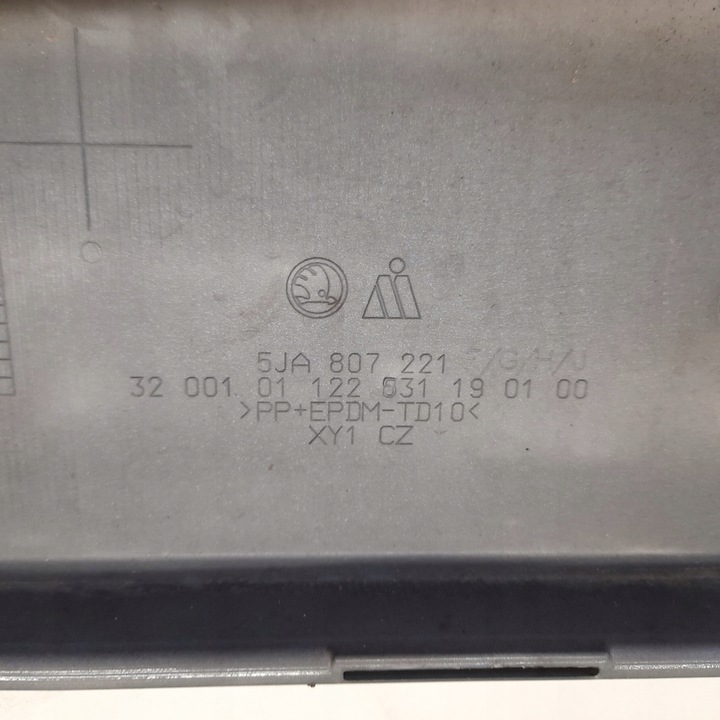 5JA 807 221 F/G/H/J
32 001 01 122 631 19 01 00
>PP+EPDM-TD10<
XY1 CZ